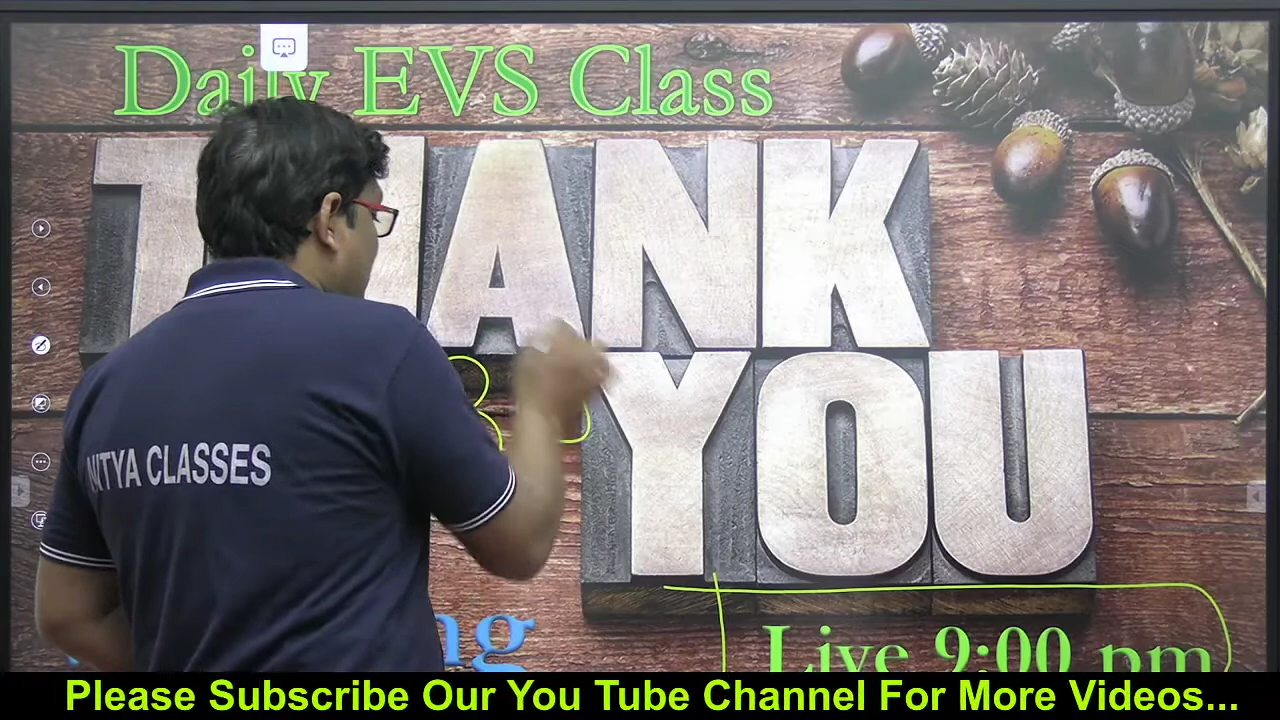 Daily EVS Class
THANK
YOU
NITYA CLASSES
Live 9:00 pm
Please Subscribe Our You Tube Channel For More Videos...